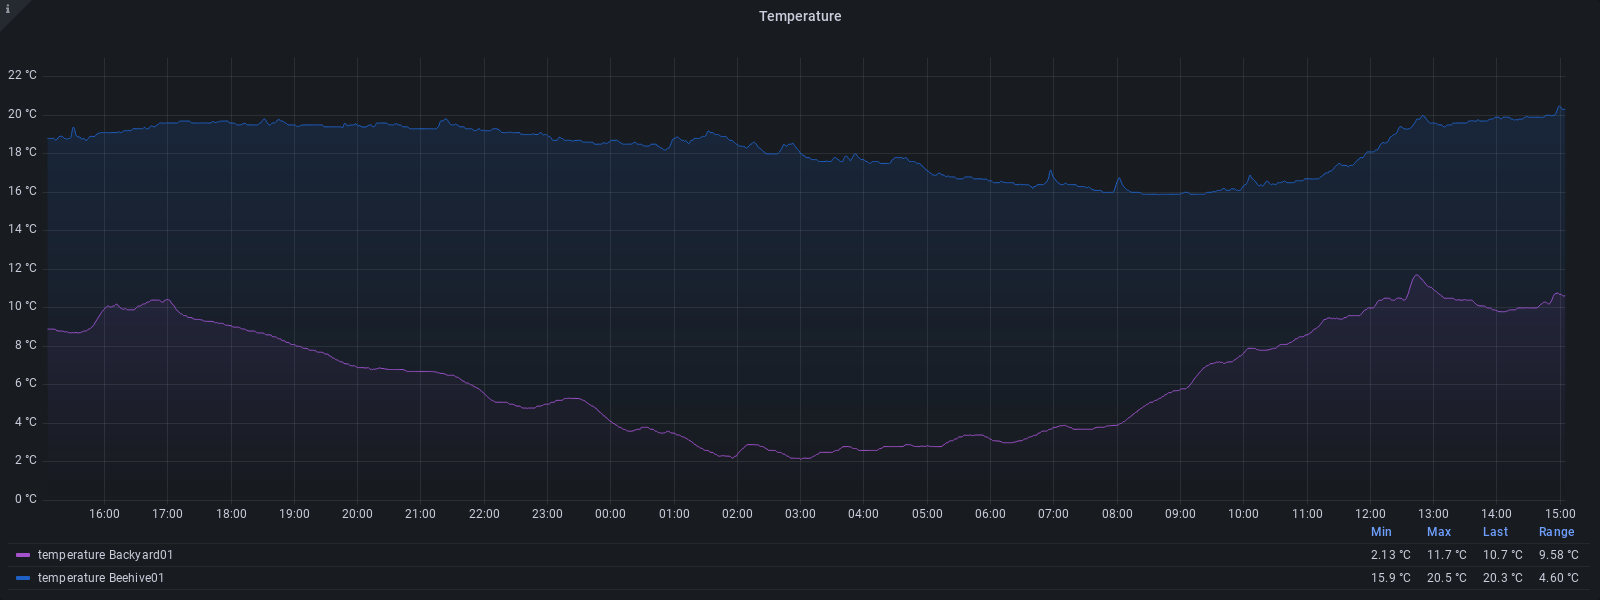 i
Temperature
22 °C
20 °C
18 °C
16 °C
14 °C
12 °C
10 °C
8 °C
6 °C
4 °C
2 °C
0 °C
16:00 17:00 18:00 19:00 20:00 21:00 22:00 23:00 00:00 01:00 02:00 03:00 04:00 05:00 06:00 07:00 08:00 09:00 10:00 11:00 12:00 13:00 14:00 15:00
Min Max Last Range
temperature Backyard01 2.13 °C 11.7 °C 10.7 °C 9.58 °C
temperature Beehive01 15.9 °C 20.5 °C 20.3 °C 4.60 °C